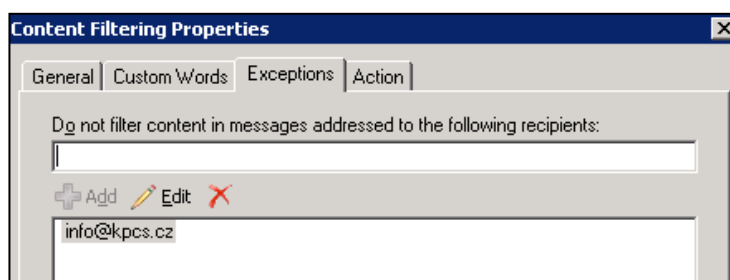 Content Filtering Properties
General Custom Words Exceptions Action
Do not filter content in messages addressed to the following recipients:
Add Edit
info@kpcs.cz